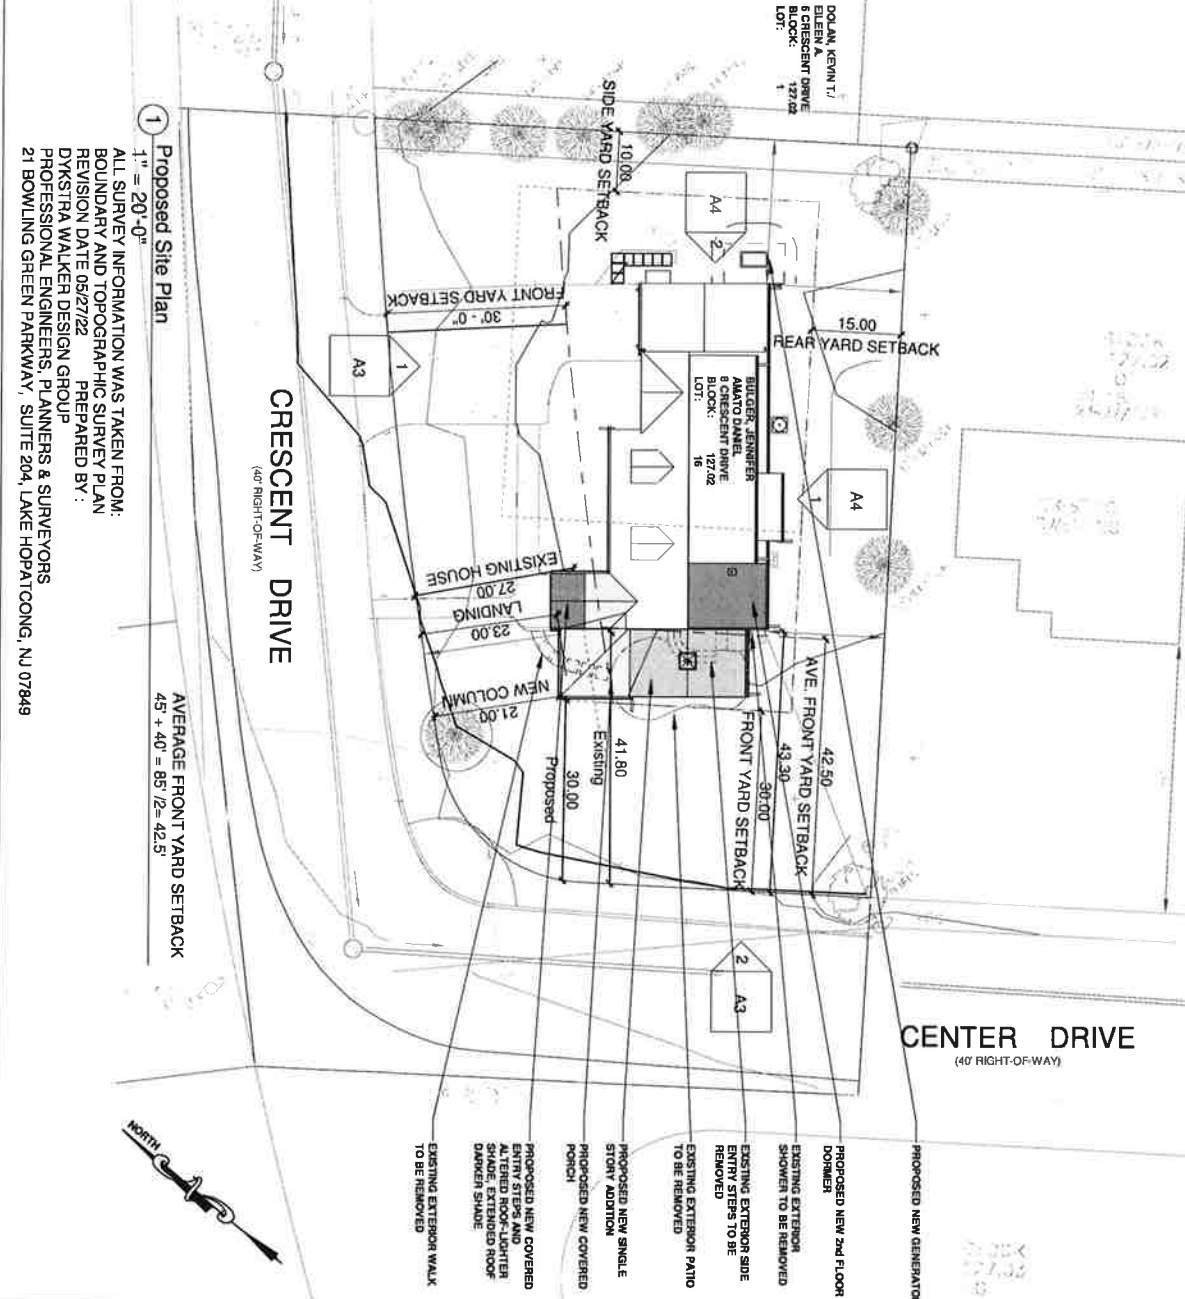 DOLAN, KEVIN T./
EILEEN A.
6 CRESCENT DRIVE
BLOCK: 127.02
LOT: 1
SIDE YARD SETBACK
10.00
A4
2
FRONT YARD SETBACK
30' - 0"
A3
1
15.00
REAR YARD SETBACK
BULGER, JENNIFER
AMATO DANIEL
8 CRESCENT DRIVE
BLOCK: 127.02
LOT: 16
A4
1
EXISTING HOUSE
27.00
LANDING
23.00
NEW COLUMN
21.00
41.80
Existing
30.00
Proposed
AVE. FRONT YARD SETBACK
42.50
43.30
FRONT YARD SETBACK
30.00
2
A3
CRESCENT DRIVE
(40' RIGHT-OF-WAY)
CENTER DRIVE
(40' RIGHT-OF-WAY)
PROPOSED NEW GENERATOR
PROPOSED NEW 2nd FLOOR
DORMER
EXISTING EXTERIOR
SHOWER TO BE REMOVED
EXISTING EXTERIOR SIDE
ENTRY STEPS TO BE
REMOVED
EXISTING EXTERIOR PATIO
TO BE REMOVED
PROPOSED NEW SINGLE
STORY ADDITION
PROPOSED NEW COVERED
PORCH
PROPOSED NEW COVERED
ENTRY STEPS AND
ALTERED ROOF-LIGHTER
SHADE, EXTENDED ROOF
DARKER SHADE
EXISTING EXTERIOR WALK
TO BE REMOVED
1
Proposed Site Plan
1" = 20'-0"
ALL SURVEY INFORMATION WAS TAKEN FROM:
BOUNDARY AND TOPOGRAPHIC SURVEY PLAN
REVISION DATE 05/27/22 PREPARED BY :
DYKSTRA WALKER DESIGN GROUP
PROFESSIONAL ENGINEERS, PLANNERS & SURVEYORS
21 BOWLING GREEN PARKWAY, SUITE 204, LAKE HOPATCONG, NJ 07849
AVERAGE FRONT YARD SETBACK
45' + 40' = 85' /2= 42.5'
NORTH